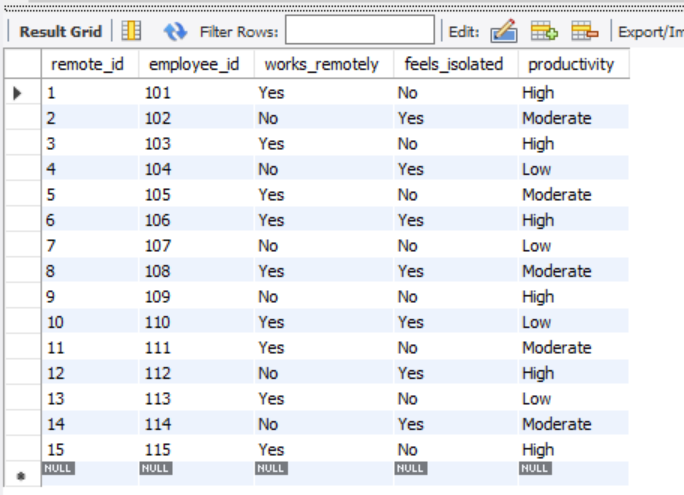 Result Grid Filter Rows: Edit: Export/Im
remote_id employee_id works_remotely feels_isolated productivity
1 101 Yes No High
2 102 No Yes Moderate
3 103 Yes No High
4 104 No Yes Low
5 105 Yes No Moderate
6 106 Yes Yes High
7 107 No No Low
8 108 Yes Yes Moderate
9 109 No No High
10 110 Yes Yes Low
11 111 Yes No Moderate
12 112 No Yes High
13 113 Yes No Low
14 114 No Yes Moderate
15 115 Yes No High
NULL NULL NULL NULL NULL